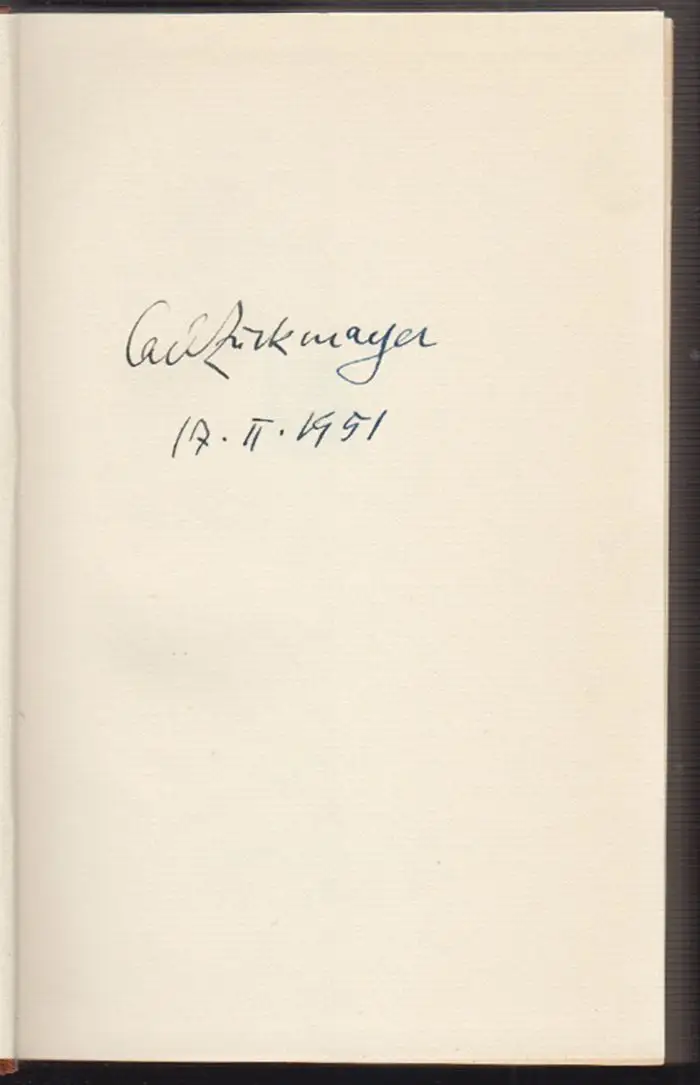 Carl Zuckmayer
17. II. 1951